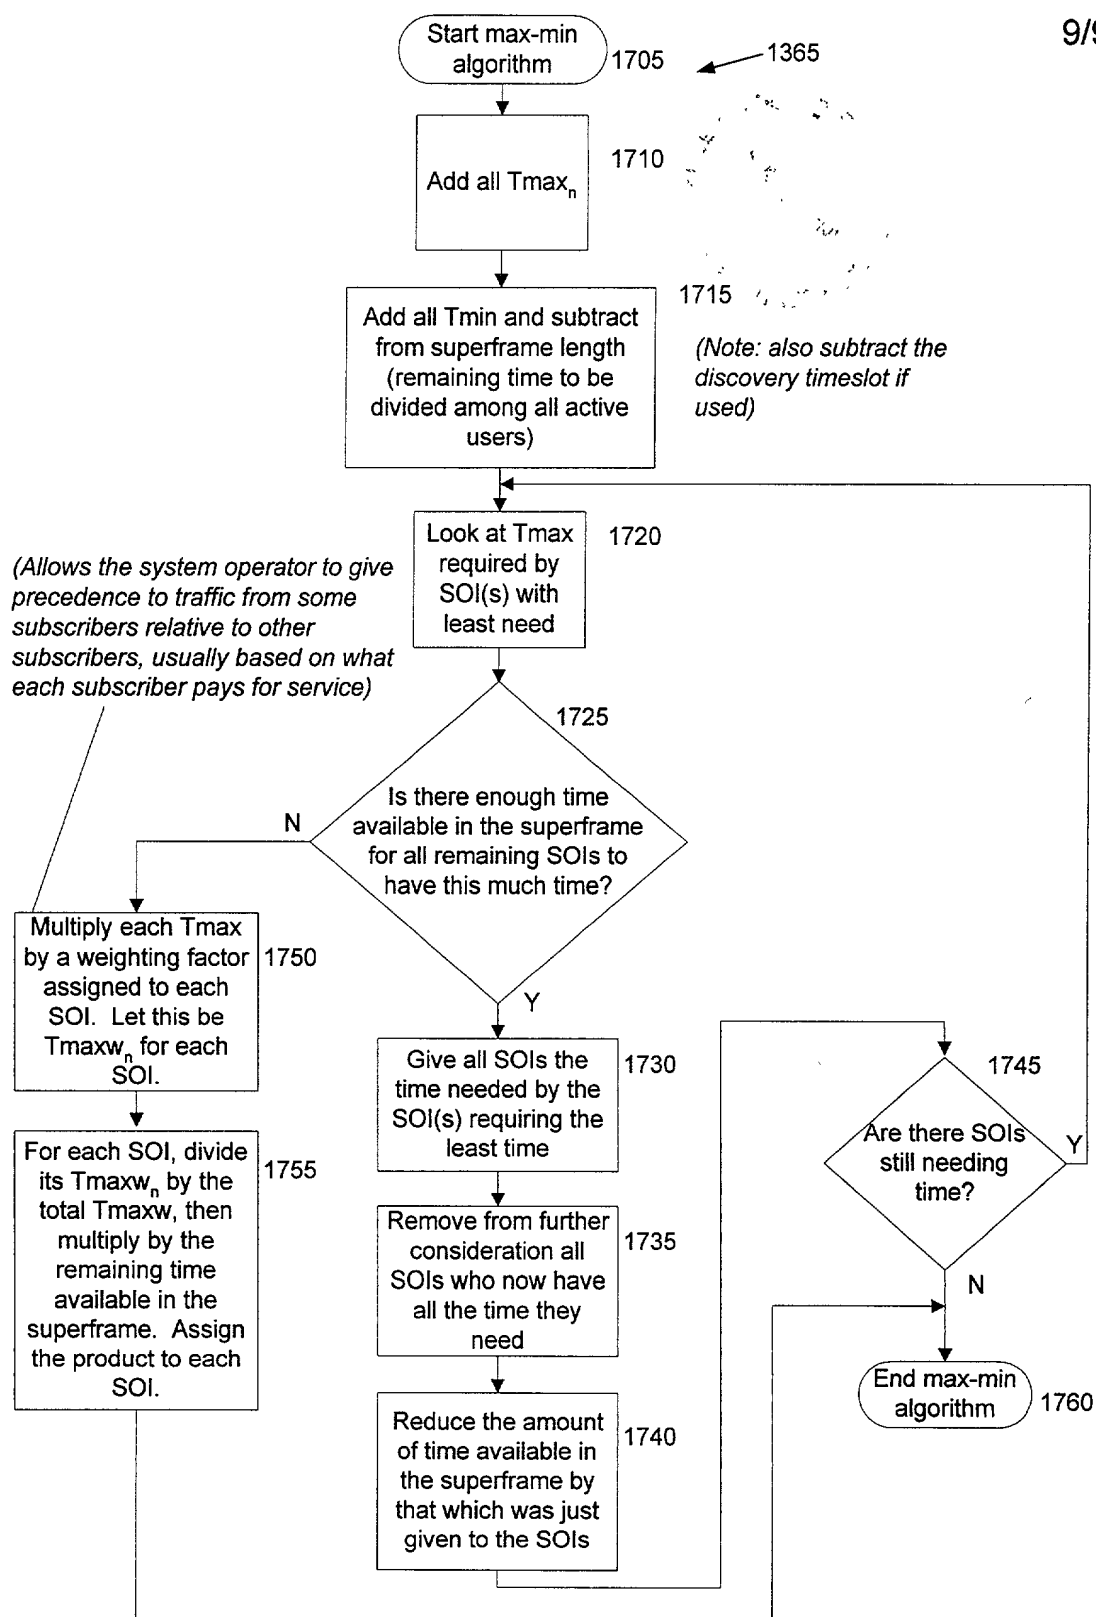 9/9
Start max-min
algorithm
1705
1365
Add all Tmaxn
1710
Add all Tmin and subtract
from superframe length
(remaining time to be
divided among all active
users)
1715
(Note: also subtract the
discovery timeslot if
used)
Look at Tmax
required by
SOI(s) with
least need
1720
(Allows the system operator to give
precedence to traffic from some
subscribers relative to other
subscribers, usually based on what
each subscriber pays for service)
1725
Is there enough time
available in the superframe
for all remaining SOIs to
have this much time?
N
Y
Multiply each Tmax
by a weighting factor
assigned to each
SOI. Let this be
Tmaxwn for each
SOI.
1750
For each SOI, divide
its Tmaxwn by the
total Tmaxw, then
multiply by the
remaining time
available in the
superframe. Assign
the product to each
SOI.
1755
Give all SOIs the
time needed by the
SOI(s) requiring the
least time
1730
Remove from further
consideration all
SOIs who now have
all the time they
need
1735
Reduce the amount
of time available in
the superframe by
that which was just
given to the SOIs
1740
1745
Are there SOIs
still needing
time?
Y
N
End max-min
algorithm
1760